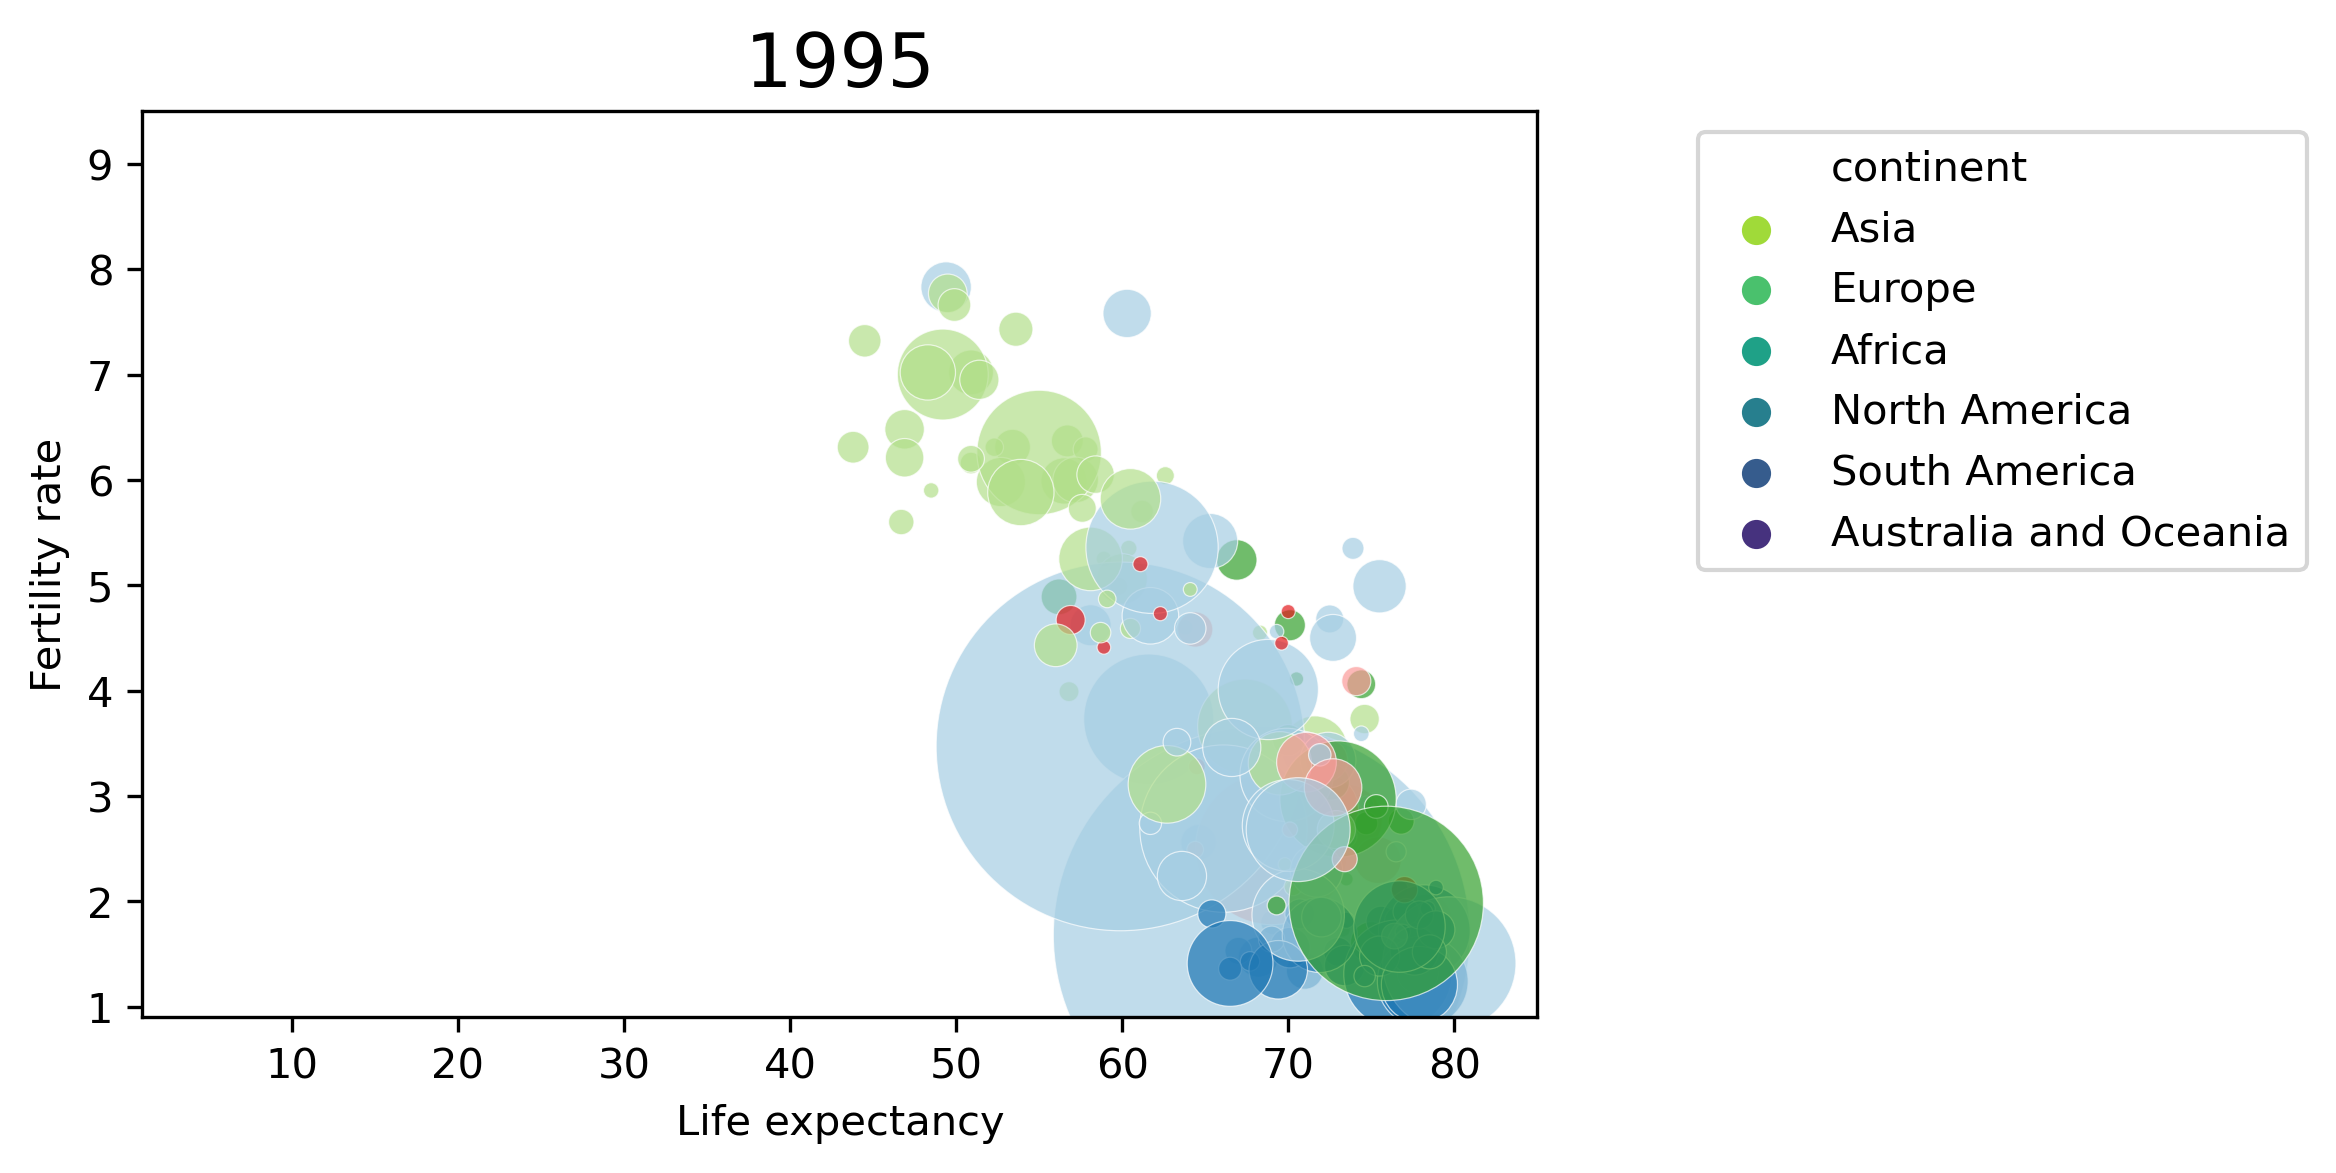 1995
9
8
7
6
5
4
3
2
1
Fertility rate
10 20 30 40 50 60 70 80
Life expectancy
continent
Asia
Europe
Africa
North America
South America
Australia and Oceania